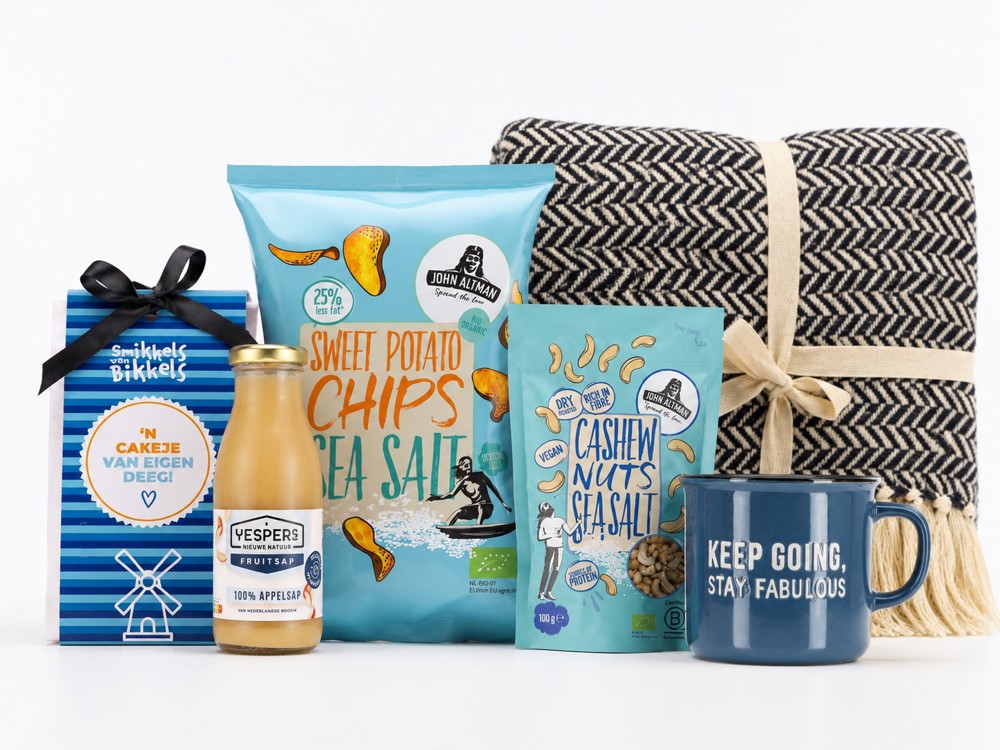 Smikkels
van
Bikkels
'N
CAKEJE
VAN EIGEN
DEEG!
YESPERS
NIEUWE NATUUR
FRUITSAP
100% APPELSAP
VAN NEDERLANDSE BODEM
25%
less fat*
JOHN ALTMAN
Spread the love
BIO
ORGANIC
SWEET POTATO
CHIPS
SEA SALT
NL-BIO-01
DRY
ROASTED
RICH IN
FIBRE
JOHN ALTMAN
Spread the love
VEGAN
CASHEW
NUTS
SEA SALT
SOURCE OF
PROTEIN
100 g e
Certified
B
KEEP GOING,
STAY FABULOUS